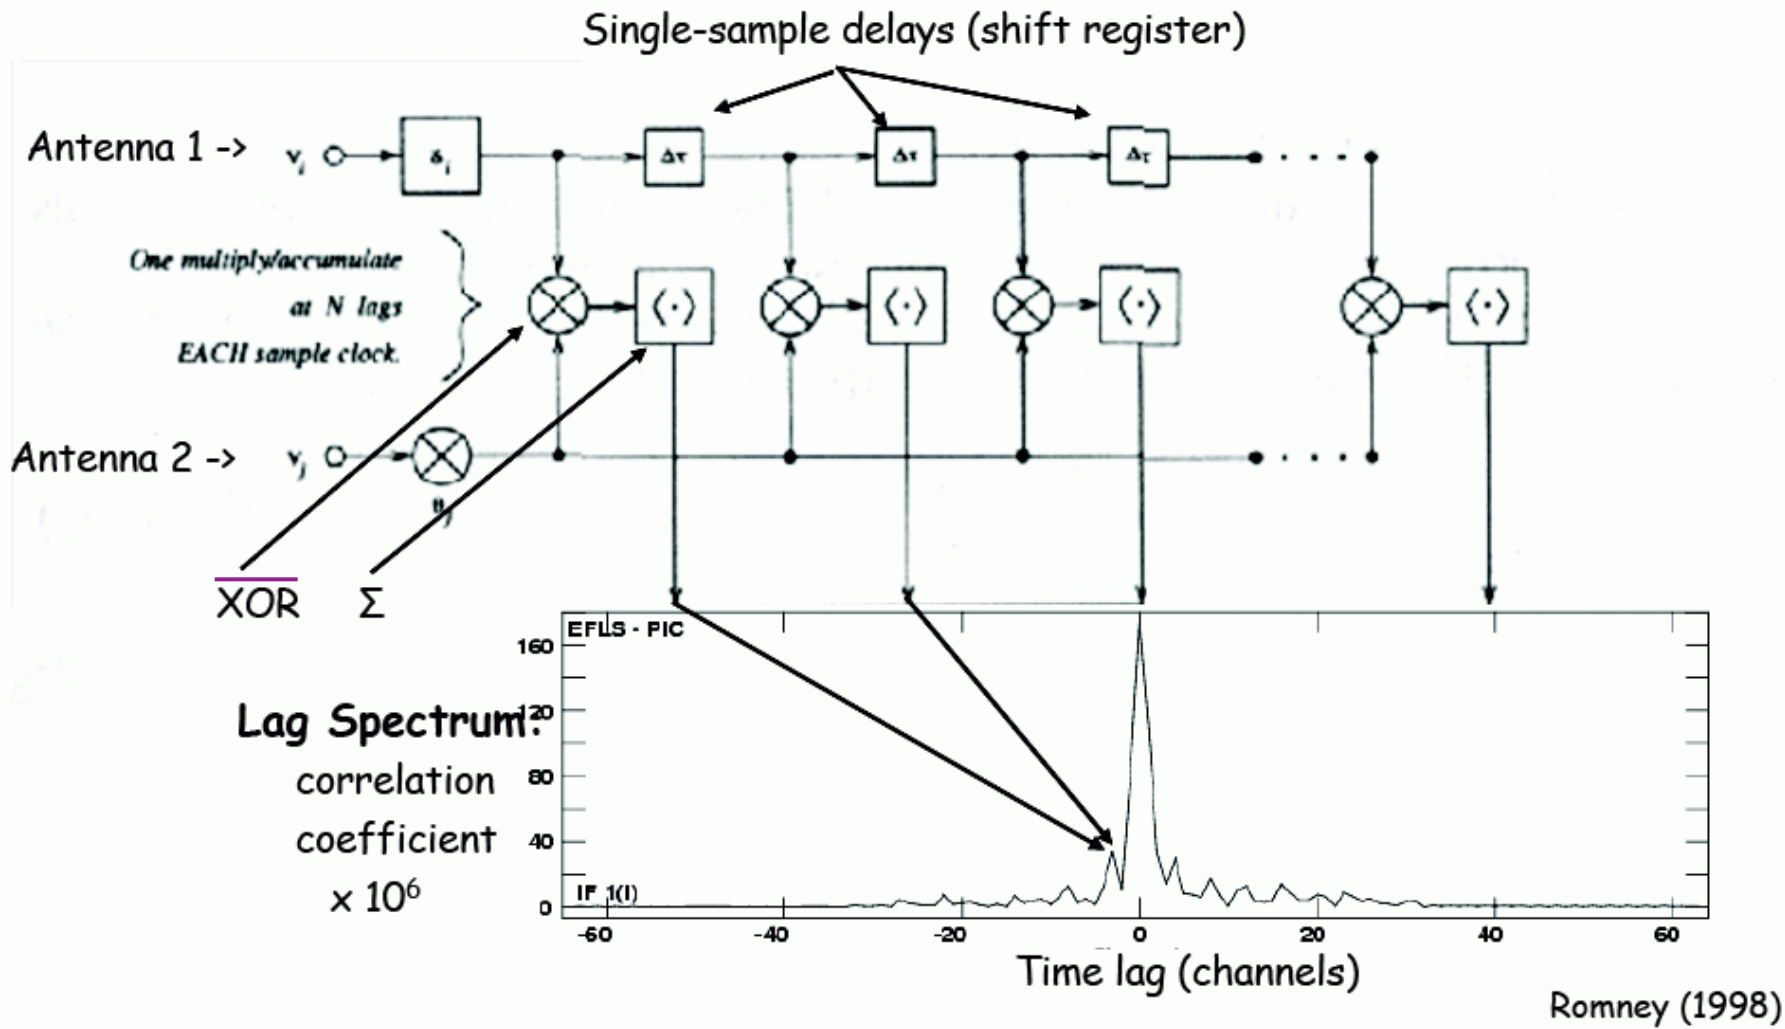 Single-sample delays (shift register)
Antenna 1 ->
v_i
δ_i
Δτ
Δτ
Δτ
One multiply/accumulate
at N lags
EACH sample clock.
⟨·⟩
⟨·⟩
⟨·⟩
⟨·⟩
Antenna 2 ->
v_j
θ_j
X̅O̅R̅
Σ
EFLS - PIC
160
Lag Spectrum:
120
correlation
80
coefficient
40
x 10⁶
IF 1(I)
0
-60 -40 -20 0 20 40 60
Time lag (channels)
Romney (1998)